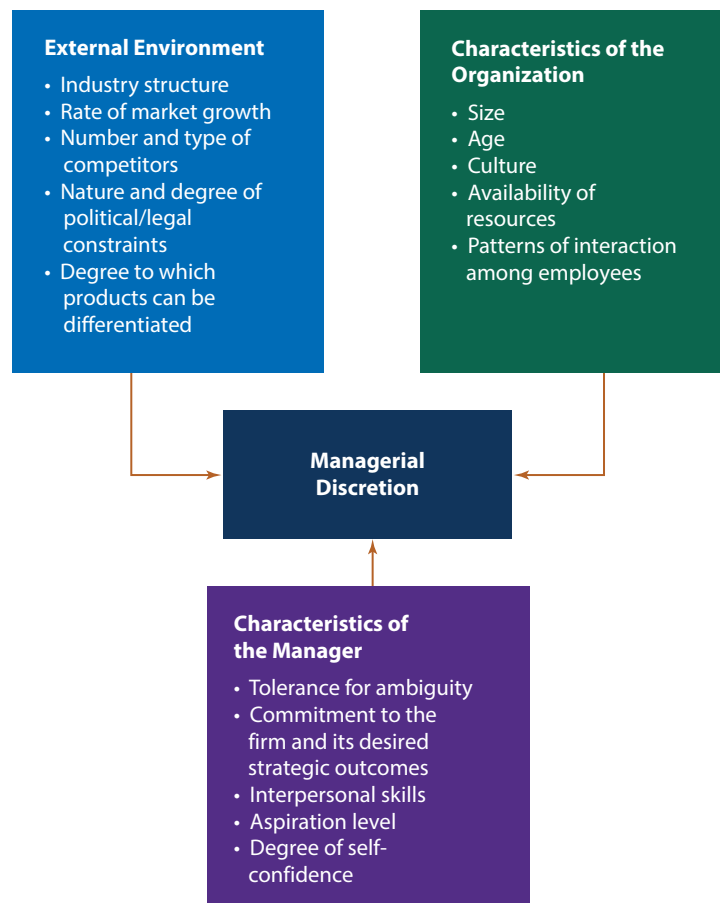 External Environment
• Industry structure
• Rate of market growth
• Number and type of
competitors
• Nature and degree of
political/legal
constraints
• Degree to which
products can be
differentiated
Characteristics of the
Organization
• Size
• Age
• Culture
• Availability of
resources
• Patterns of interaction
among employees
Managerial
Discretion
Characteristics of
the Manager
• Tolerance for ambiguity
• Commitment to the
firm and its desired
strategic outcomes
• Interpersonal skills
• Aspiration level
• Degree of self-
confidence